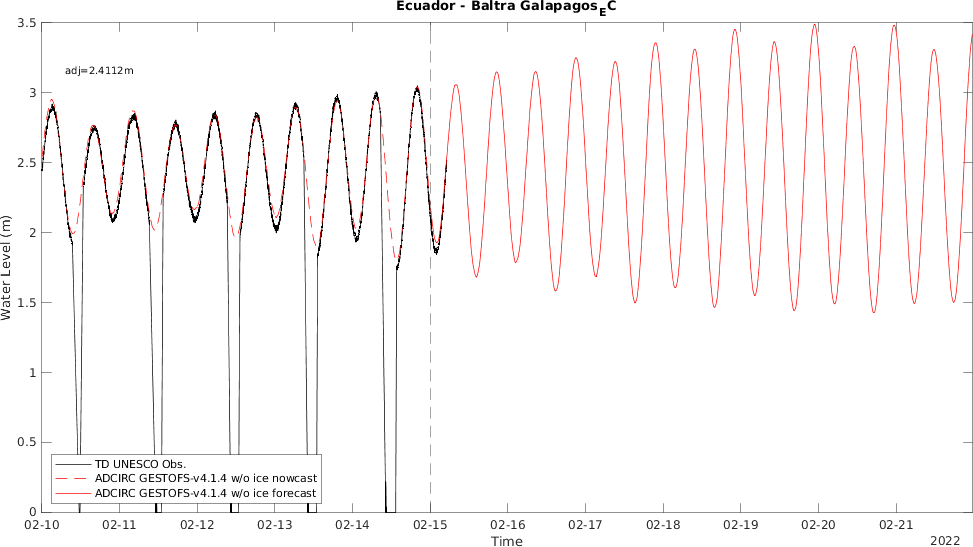 Ecuador - Baltra Galapagos_EC
adj=2.4112m
Water Level (m)
3.5
3
2.5
2
1.5
1
0.5
0
TD UNESCO Obs.
ADCIRC GESTOFS-v4.1.4 w/o ice nowcast
ADCIRC GESTOFS-v4.1.4 w/o ice forecast
02-10 02-11 02-12 02-13 02-14 02-15 02-16 02-17 02-18 02-19 02-20 02-21
Time
2022